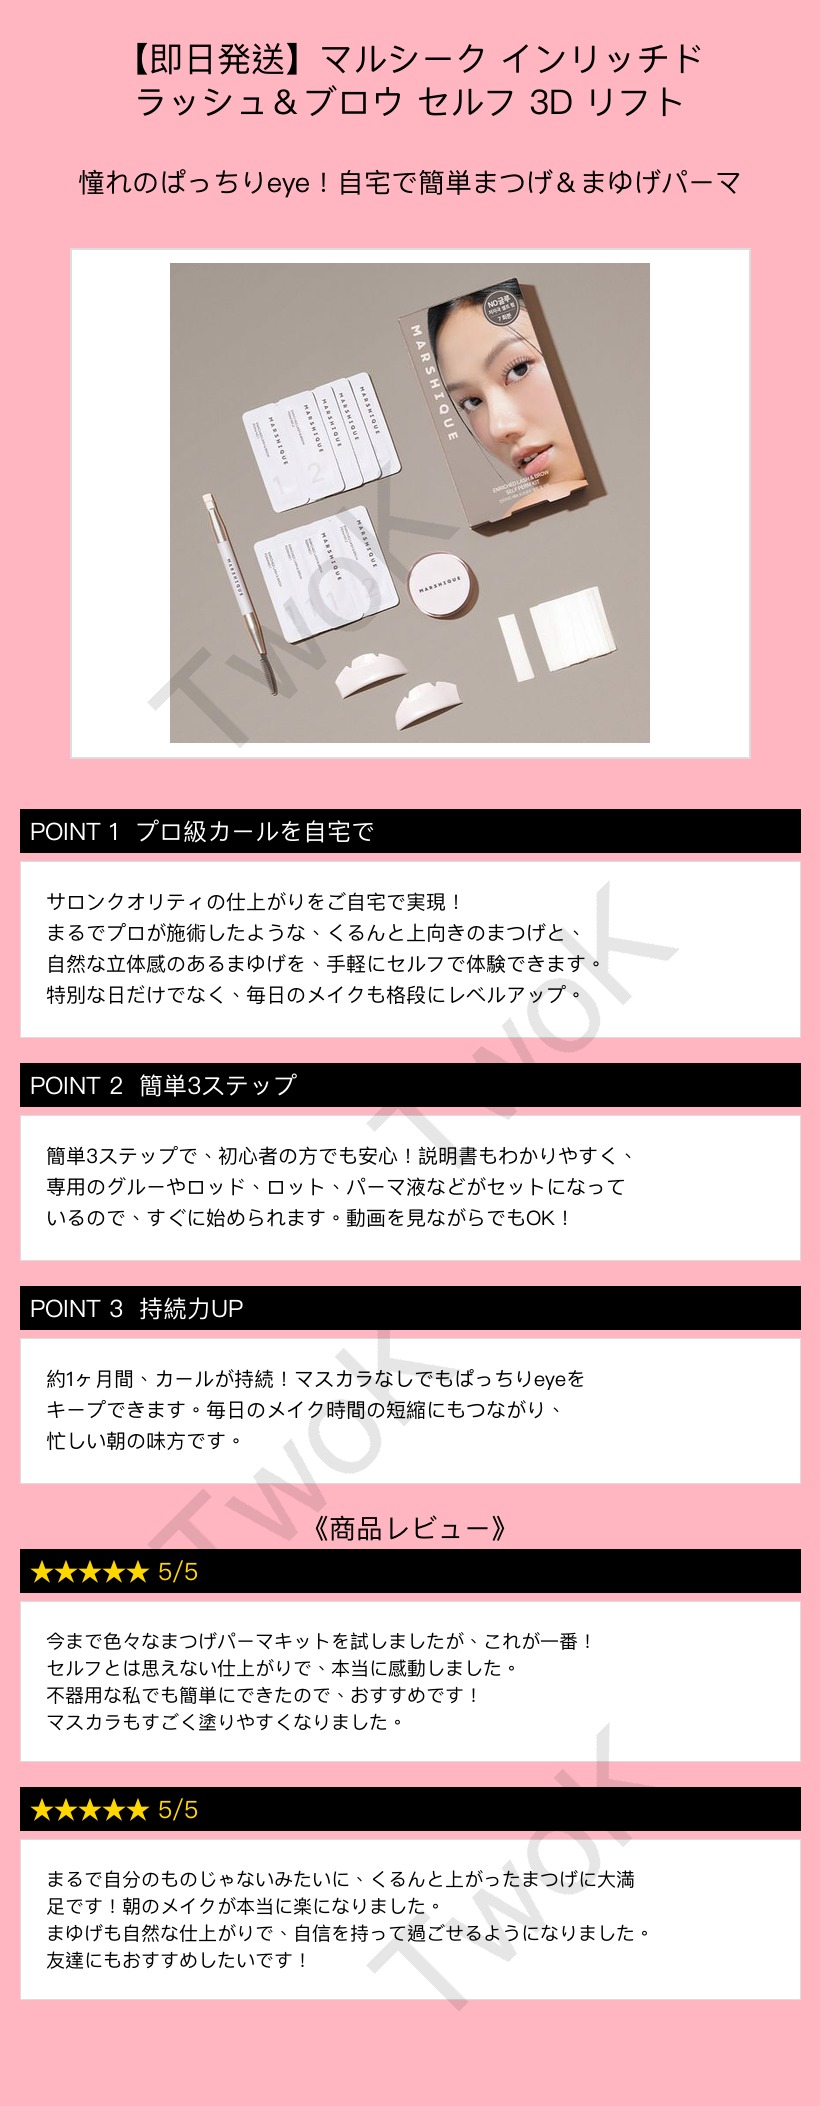 【即日発送】マルシーク インリッチド
ラッシュ＆ブロウ セルフ 3D リフト
憧れのぱっちりeye！自宅で簡単まつげ＆まゆげパーマ
NO글루
7회분
MARSHIQUE
ENRICHED LASH & BROW
SELF PERM KIT
MARSHIQUE
MARSHIQUE
MARSHIQUE
MARSHIQUE
MARSHIQUE
1
2
MARSHIQUE
MARSHIQUE
MARSHIQUE
MARSHIQUE
TwoK
POINT 1 プロ級カールを自宅で
サロンクオリティの仕上がりをご自宅で実現！
まるでプロが施術したような、くるんと上向きのまつげと、
自然な立体感のあるまゆげを、手軽にセルフで体験できます。
特別な日だけでなく、毎日のメイクも格段にレベルアップ。
TwoK
POINT 2 簡単3ステップ
簡単3ステップで、初心者の方でも安心！説明書もわかりやすく、
専用のグルーやロッド、ロット、パーマ液などがセットになって
いるので、すぐに始められます。動画を見ながらでもOK！
POINT 3 持続力UP
約1ヶ月間、カールが持続！マスカラなしでもぱっちりeyeを
キープできます。毎日のメイク時間の短縮にもつながり、
忙しい朝の味方です。
TwoK
《商品レビュー》
★★★★★ 5/5
今まで色々なまつげパーマキットを試しましたが、これが一番！
セルフとは思えない仕上がりで、本当に感動しました。
不器用な私でも簡単にできたので、おすすめです！
マスカラもすごく塗りやすくなりました。
★★★★★ 5/5
まるで自分のものじゃないみたいに、くるんと上がったまつげに大満
足です！朝のメイクが本当に楽になりました。
まゆげも自然な仕上がりで、自信を持って過ごせるようになりました。
友達にもおすすめしたいです！
TwoK